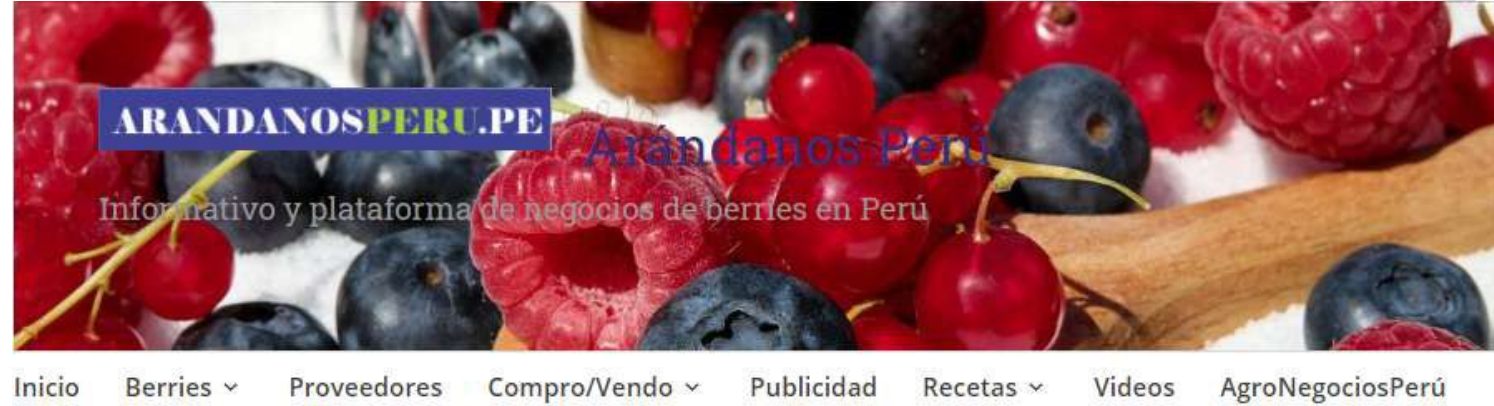 ARANDANOSPERU.PE
Arándanos Perú
Informativo y plataforma de negocios de berries en Perú
Inicio Berries Proveedores Compro/Vendo Publicidad Recetas Videos AgroNegociosPerú